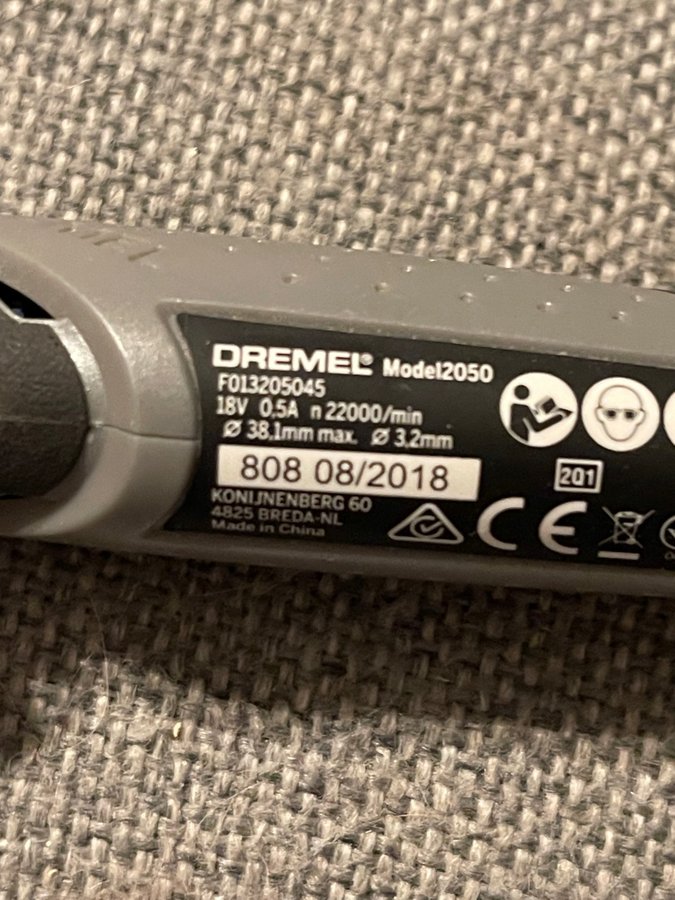 DREMEL® Model2050
F013205045
18V 0.5A n 22000/min
Ø 38.1mm max. Ø 3,2mm
808 08/2018
201
KONIJNENBERG 60
4825 BREDA-NL
Made in China
CE